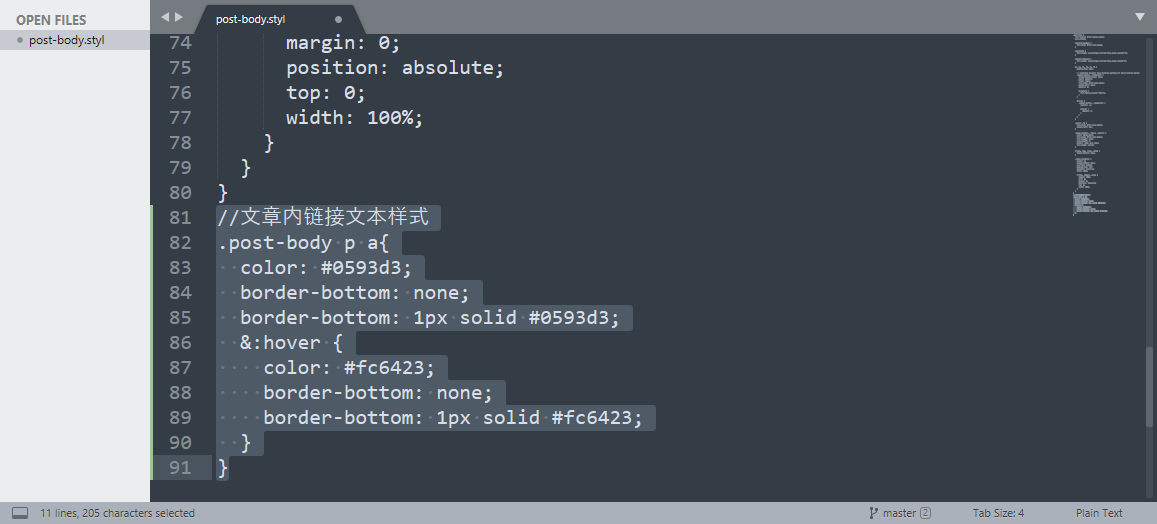 OPEN FILES
post-body.styl
post-body.styl
74 margin: 0;
75 position: absolute;
76 top: 0;
77 width: 100%;
78 }
79 }
80 }
81 //文章内链接文本样式
82 .post-body p a{
83 color: #0593d3;
84 border-bottom: none;
85 border-bottom: 1px solid #0593d3;
86 &:hover {
87 color: #fc6423;
88 border-bottom: none;
89 border-bottom: 1px solid #fc6423;
90 }
91 }
11 lines, 205 characters selected
master 2
Tab Size: 4
Plain Text